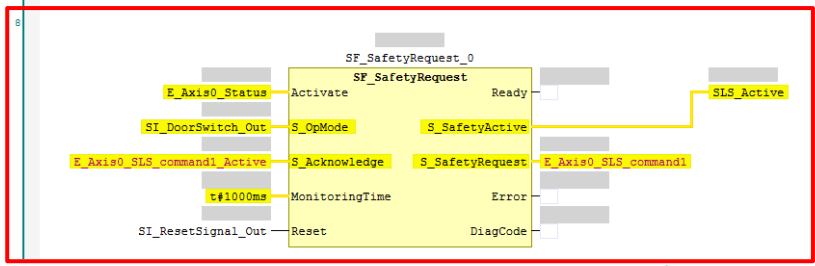 8
SF_SafetyRequest_0
SF_SafetyRequest
E_Axis0_Status Activate Ready SLS_Active
SI_DoorSwitch_Out S_OpMode S_SafetyActive
E_Axis0_SLS_command1_Active S_Acknowledge S_SafetyRequest E_Axis0_SLS_command1
t#1000ms MonitoringTime Error
SI_ResetSignal_Out Reset DiagCode